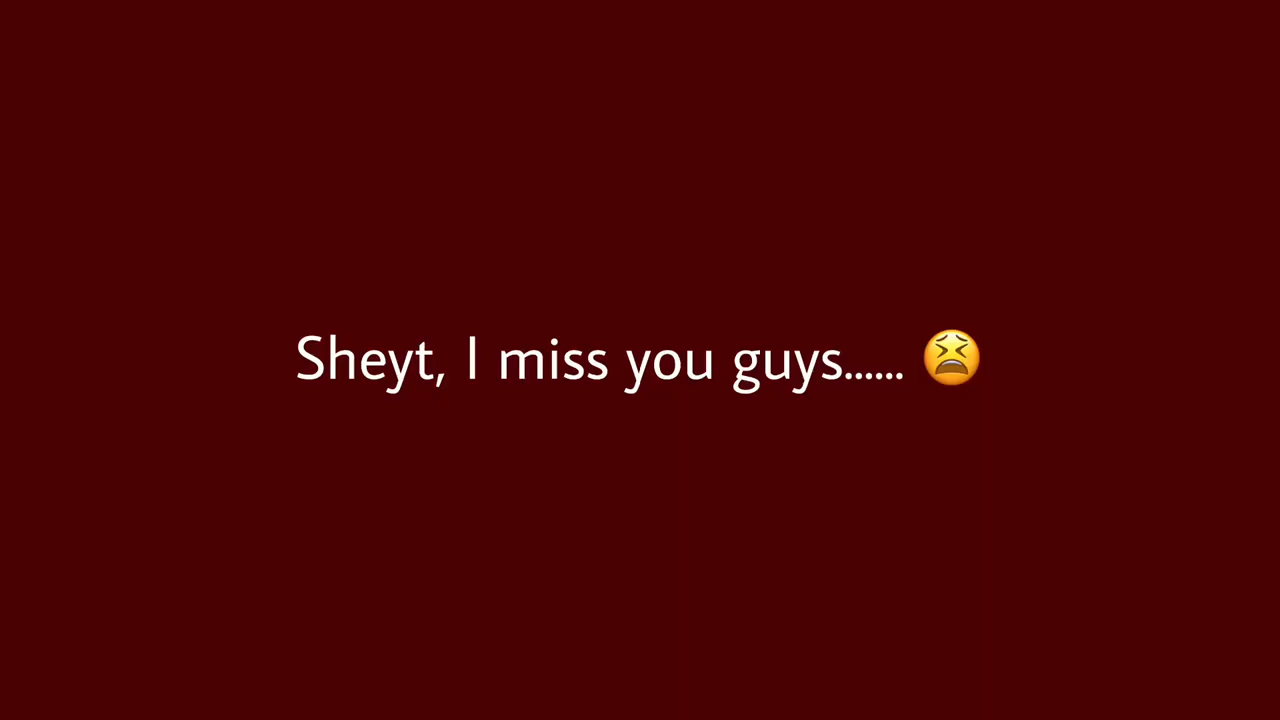 Sheyt, I miss you guys...... 😫